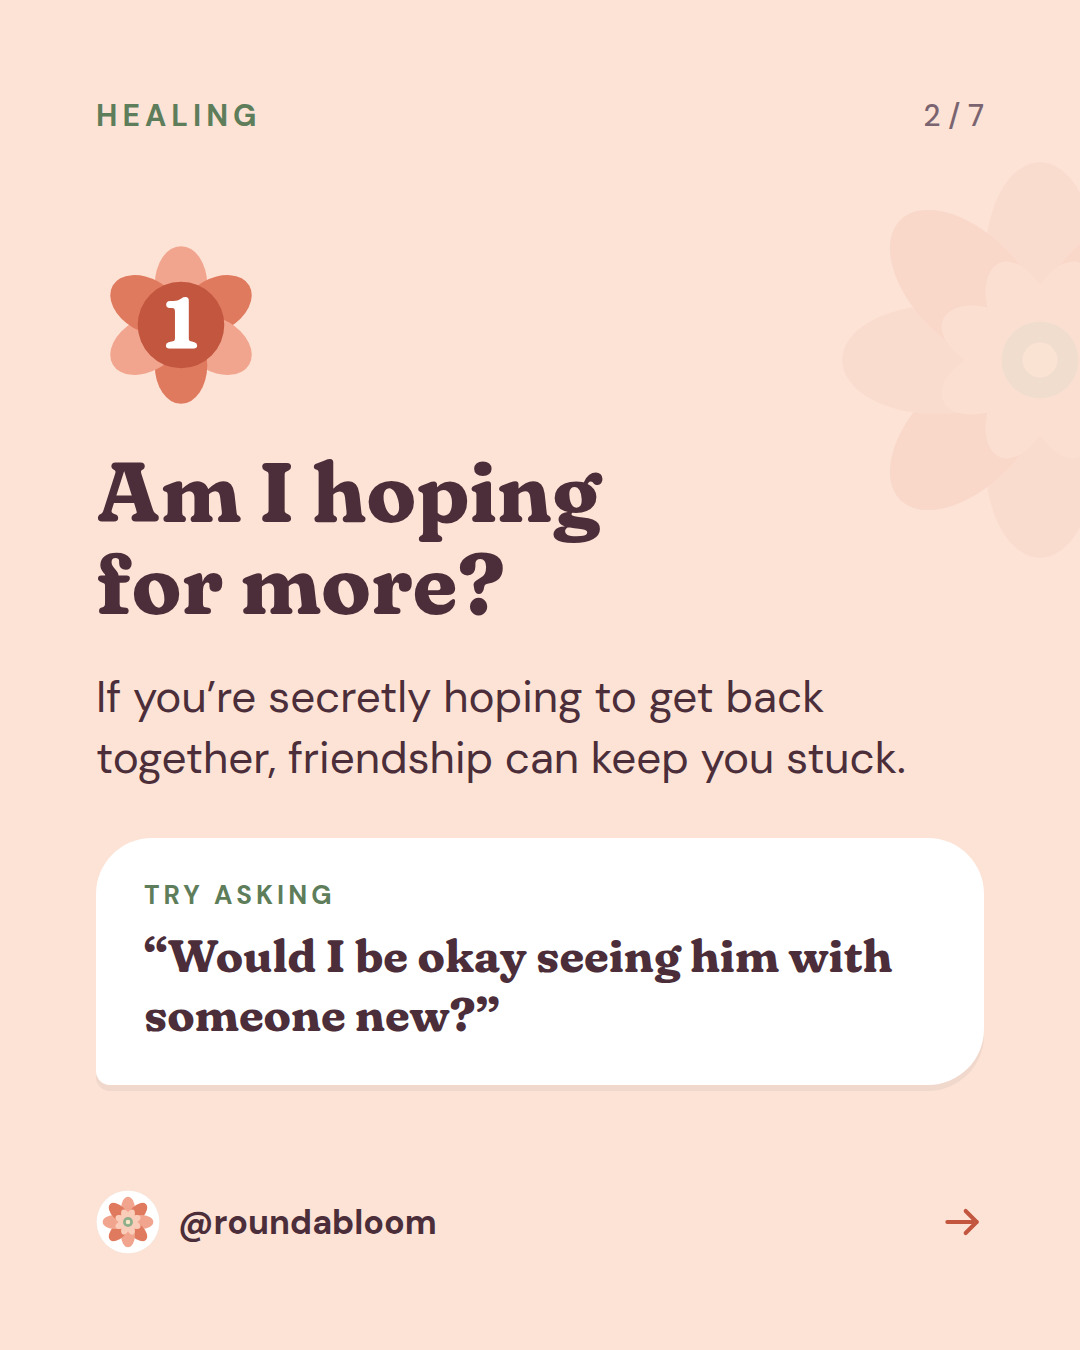 HEALING
2 / 7
1
Am I hoping
for more?
If you’re secretly hoping to get back
together, friendship can keep you stuck.
TRY ASKING
“Would I be okay seeing him with
someone new?”
@roundabloom